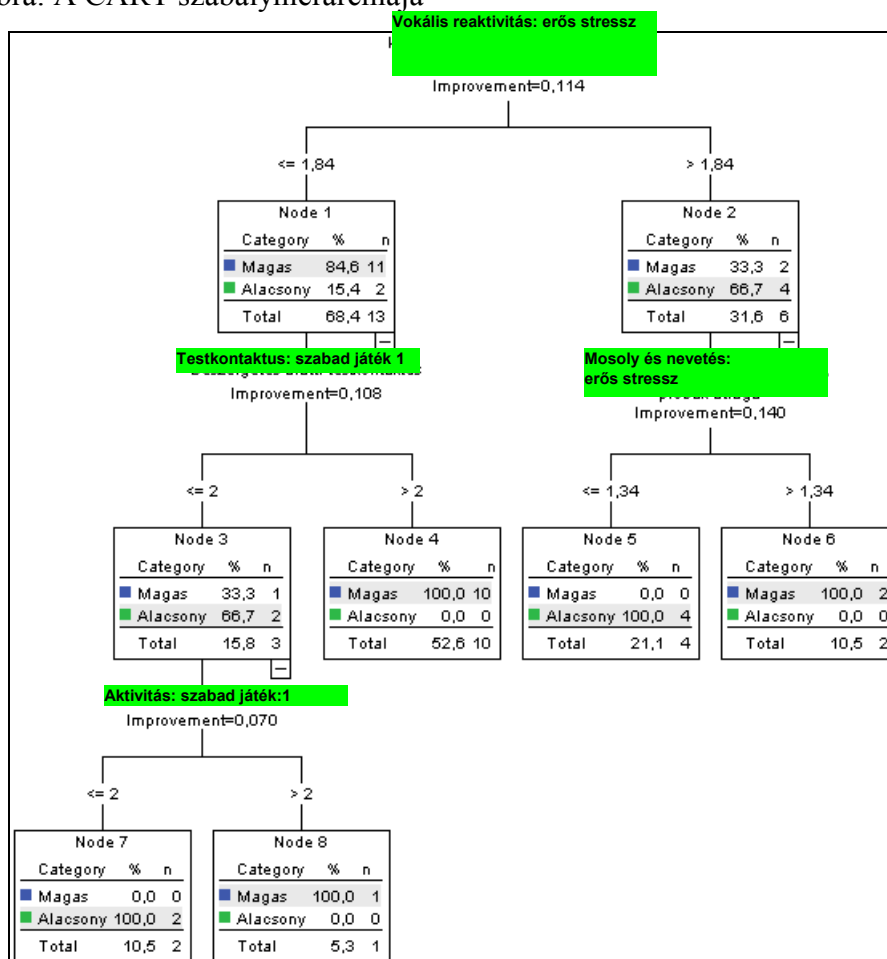 A CART szabályhierarchiája
Vokális reaktivitás: erős stressz
Improvement=0,114
<= 1,84
> 1,84
Node 1
Category % n
Magas 84,6 11
Alacsony 15,4 2
Total 68,4 13
Node 2
Category % n
Magas 33,3 2
Alacsony 66,7 4
Total 31,6 6
Testkontaktus: szabad játék 1
Improvement=0,108
Mosoly és nevetés:
erős stressz
Improvement=0,140
<= 2
> 2
<= 1,34
> 1,34
Node 3
Category % n
Magas 33,3 1
Alacsony 66,7 2
Total 15,8 3
Node 4
Category % n
Magas 100,0 10
Alacsony 0,0 0
Total 52,6 10
Node 5
Category % n
Magas 0,0 0
Alacsony 100,0 4
Total 21,1 4
Node 6
Category % n
Magas 100,0 2
Alacsony 0,0 0
Total 10,5 2
Aktivitás: szabad játék:1
Improvement=0,070
<= 2
> 2
Node 7
Category % n
Magas 0,0 0
Alacsony 100,0 2
Total 10,5 2
Node 8
Category % n
Magas 100,0 1
Alacsony 0,0 0
Total 5,3 1